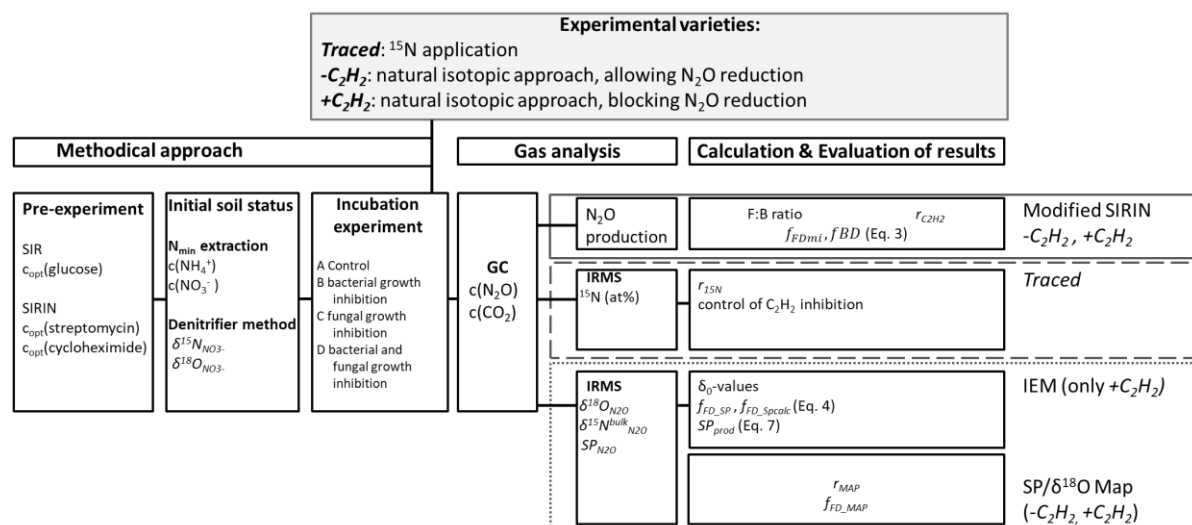 Experimental varieties:
Traced: ¹⁵N application
-C₂H₂: natural isotopic approach, allowing N₂O reduction
+C₂H₂: natural isotopic approach, blocking N₂O reduction
Methodical approach
Gas analysis
Calculation & Evaluation of results
Pre-experiment
SIR
c_opt(glucose)
SIRIN
c_opt(streptomycin)
c_opt(cycloheximide)
Initial soil status
N_min extraction
c(NH₄⁺)
c(NO₃⁻)
Denitrifier method
δ¹⁵N_NO3-
δ¹⁸O_NO3-
Incubation
experiment
A Control
B bacterial growth
inhibition
C fungal growth
inhibition
D bacterial and
fungal growth
inhibition
GC
c(N₂O)
c(CO₂)
N₂O
production
F:B ratio r_C2H2
f_FDmi, fBD (Eq. 3)
Modified SIRIN
-C₂H₂ , +C₂H₂
IRMS
¹⁵N (at%)
r_15N
control of C₂H₂ inhibition
Traced
IRMS
δ¹⁸O_N2O
δ¹⁵N^bulk_N2O
SP_N2O
δ₀-values
f_FD_SP , f_FD_Spcalc (Eq. 4)
SP_prod (Eq. 7)
IEM (only +C₂H₂)
r_MAP
f_FD_MAP
SP/δ¹⁸O Map
(-C₂H₂, +C₂H₂)